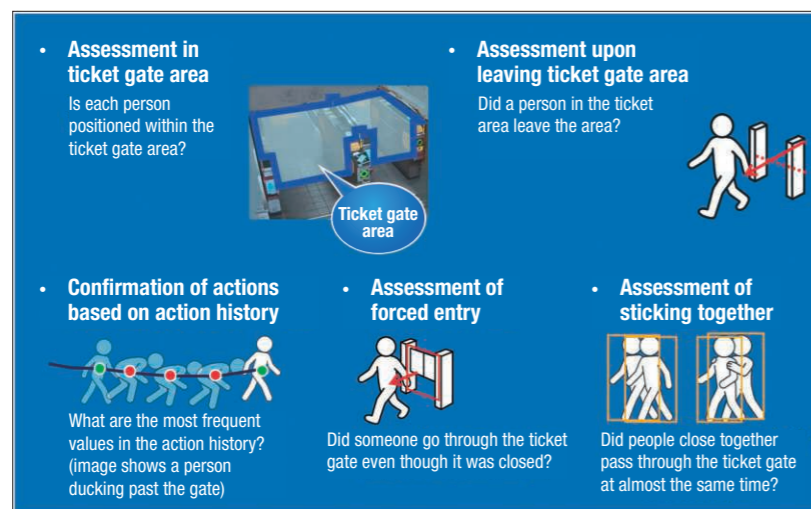 • Assessment in
ticket gate area
Is each person
positioned within the
ticket gate area?
Ticket gate
area
• Assessment upon
leaving ticket gate area
Did a person in the ticket
area leave the area?
• Confirmation of actions
based on action history
What are the most frequent
values in the action history?
(image shows a person
ducking past the gate)
• Assessment of
forced entry
Did someone go through the ticket
gate even though it was closed?
• Assessment of
sticking together
Did people close together
pass through the ticket gate
at almost the same time?